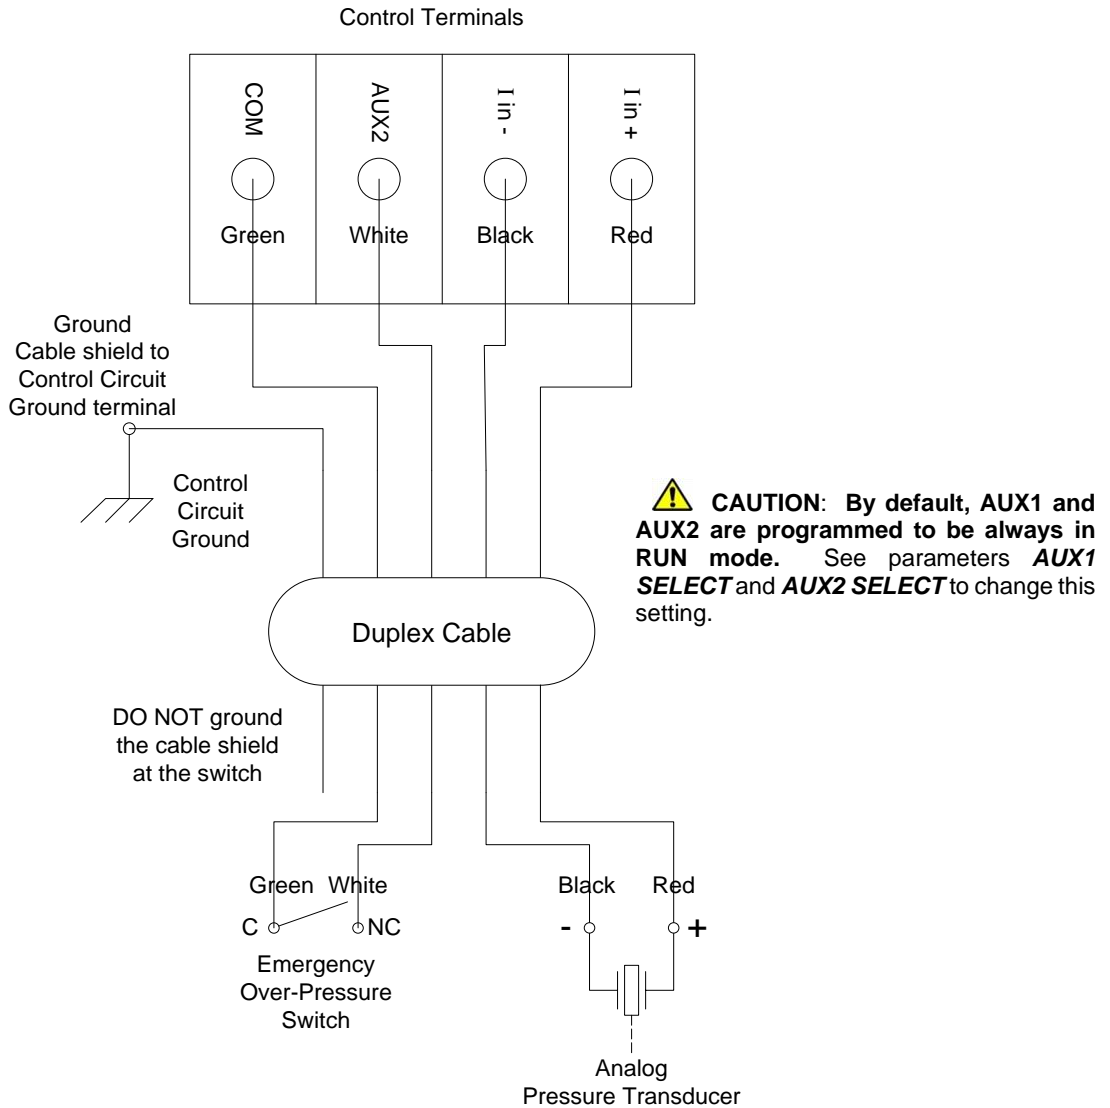 Control Terminals
COM
AUX2
I in -
I in +
Green
White
Black
Red
Ground
Cable shield to
Control Circuit
Ground terminal
Control
Circuit
Ground
CAUTION: By default, AUX1 and
AUX2 are programmed to be always in
RUN mode. See parameters AUX1
SELECT and AUX2 SELECT to change this
setting.
Duplex Cable
DO NOT ground
the cable shield
at the switch
Green White
C NC
Emergency
Over-Pressure
Switch
Black Red
- +
Analog
Pressure Transducer